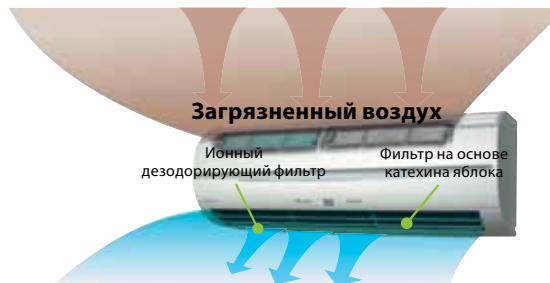 Загрязненный воздух
Ионный
дезодорирующий фильтр
Фильтр на основе
катехина яблока